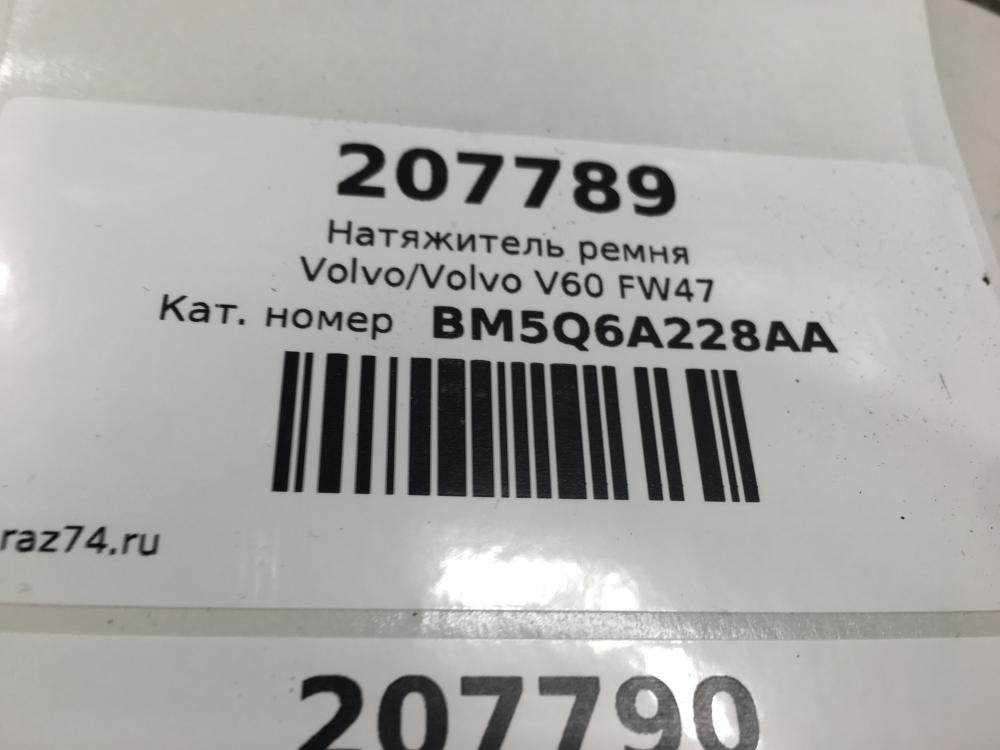 207789
Натяжитель ремня
Volvo/Volvo V60 FW47
Кат. номер BM5Q6A228AA
raz74.ru
207790